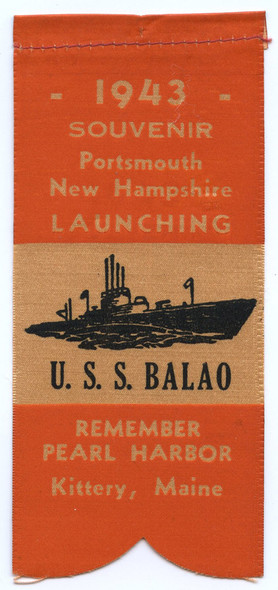 - 1943 -
SOUVENIR
Portsmouth
New Hampshire
LAUNCHING
U. S. S. BALAO
REMEMBER
PEARL HARBOR
Kittery, Maine